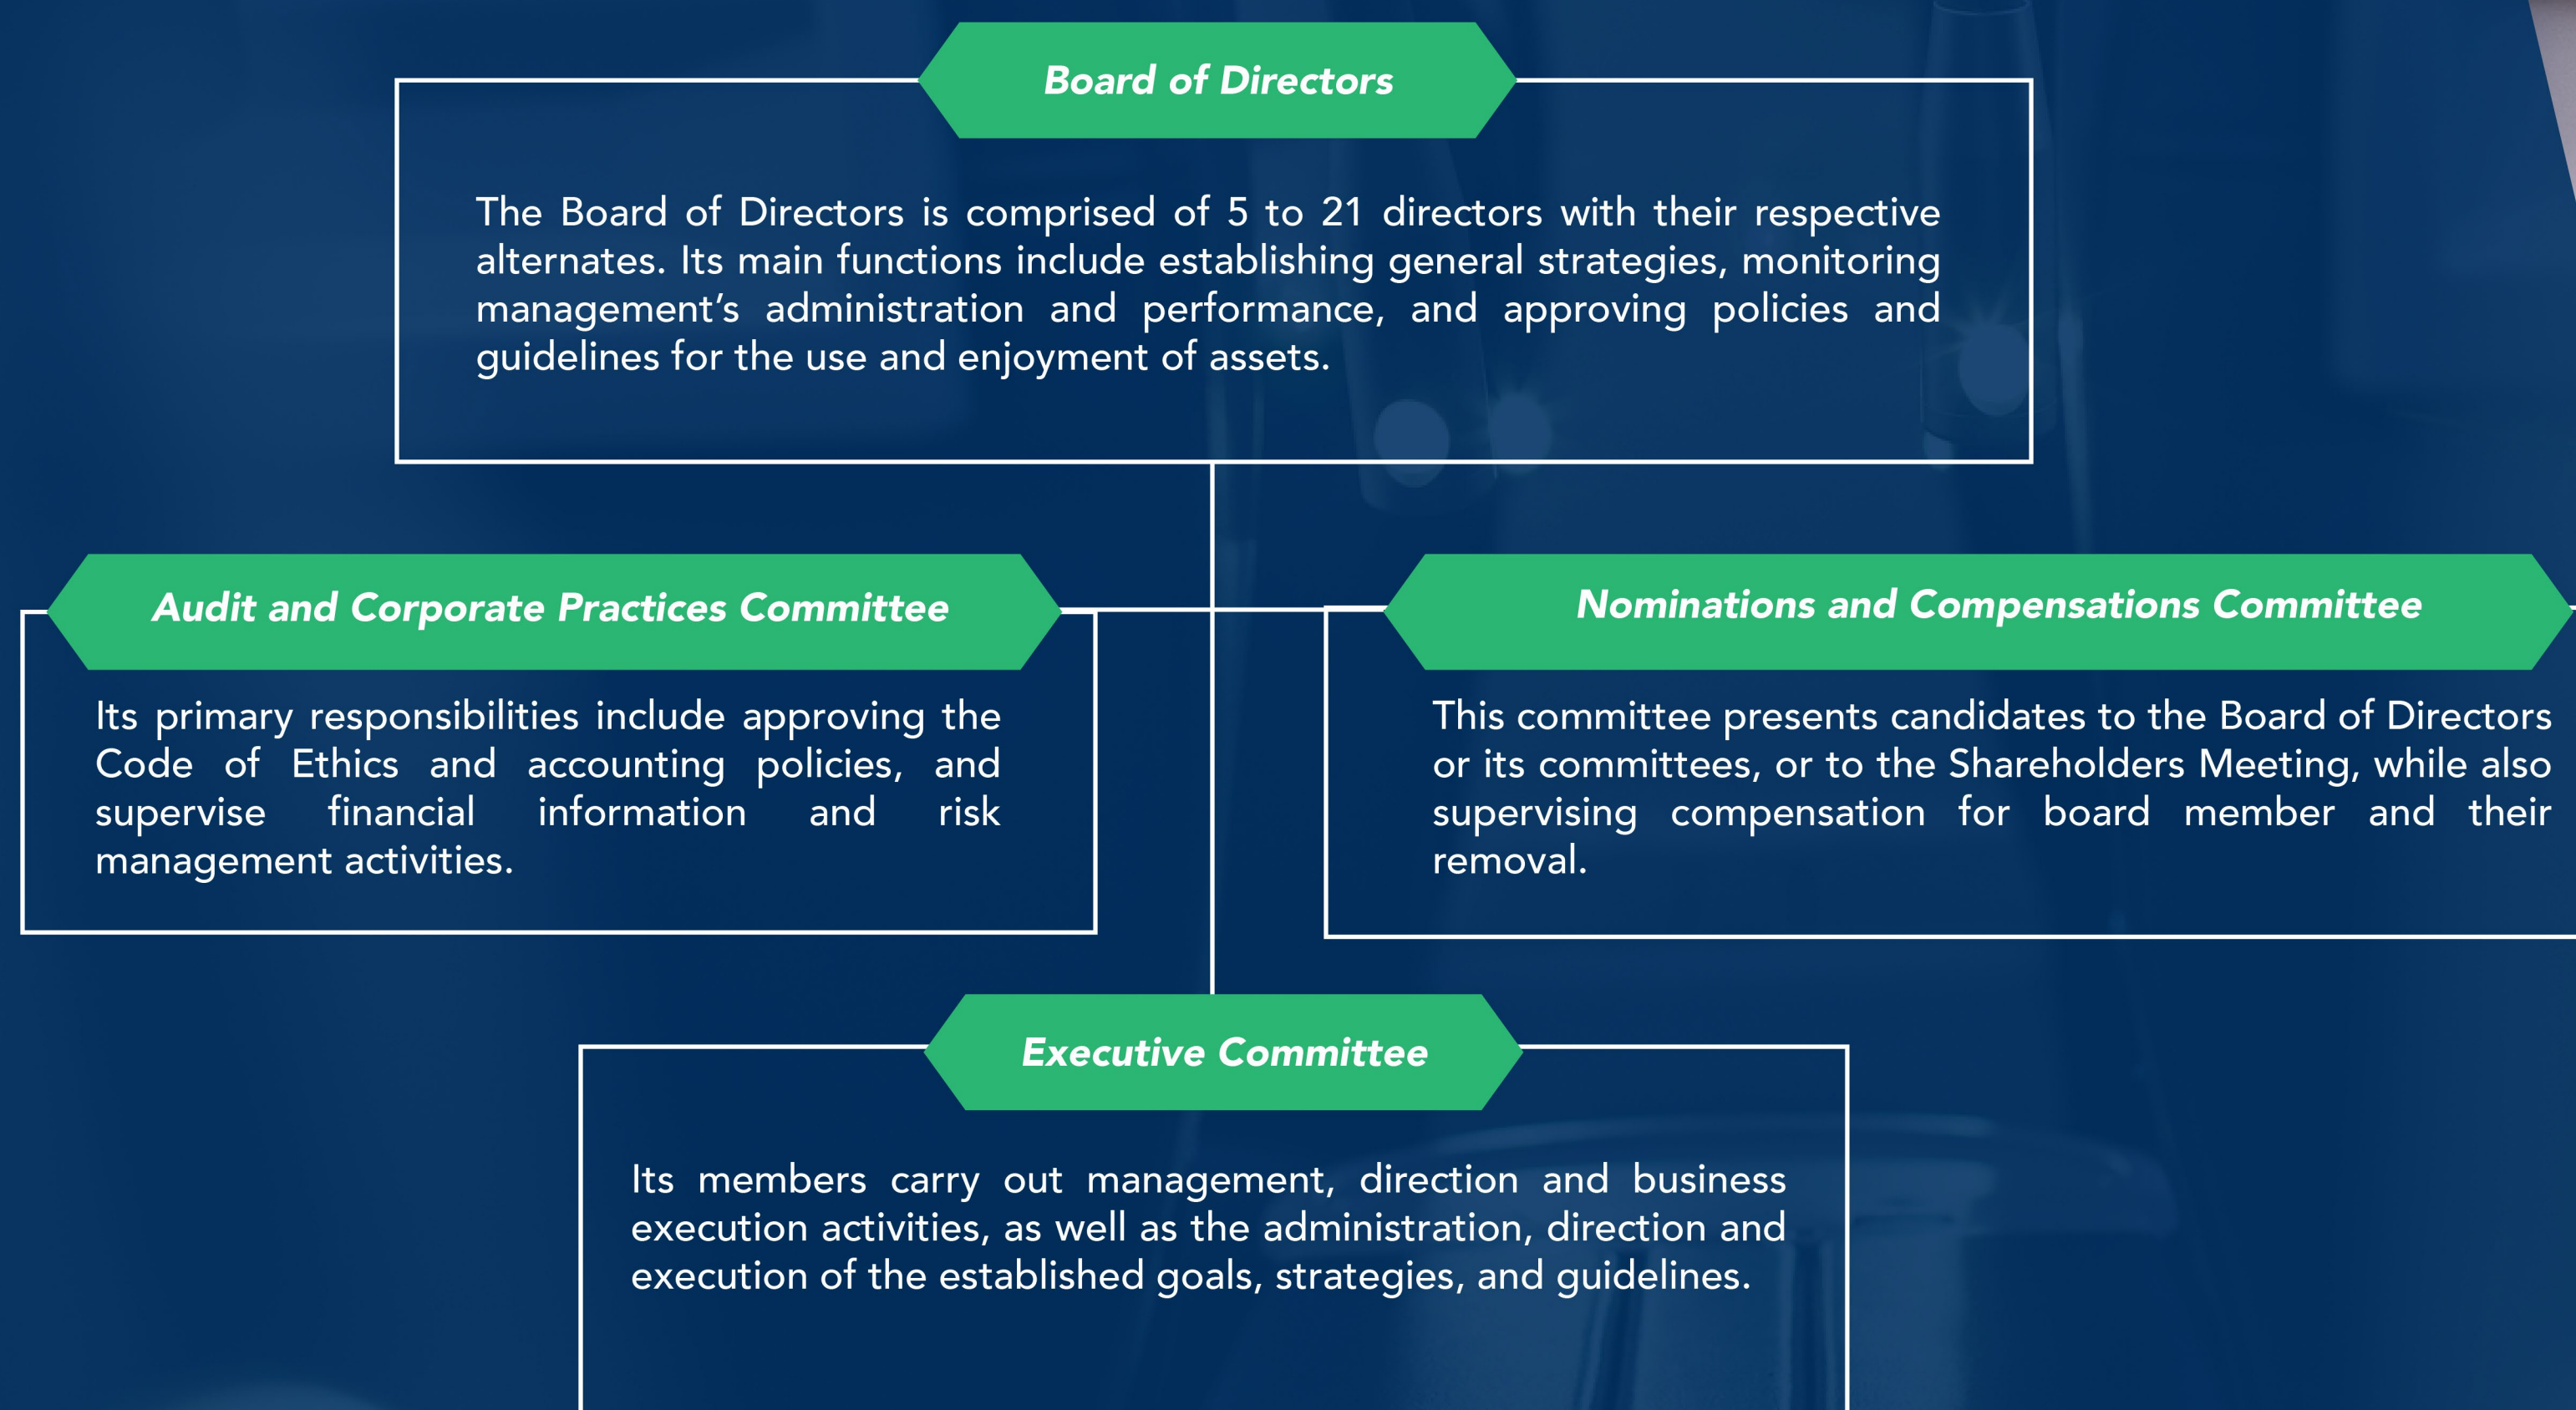 Board of Directors
The Board of Directors is comprised of 5 to 21 directors with their respective
alternates. Its main functions include establishing general strategies, monitoring
management’s administration and performance, and approving policies and
guidelines for the use and enjoyment of assets.
Audit and Corporate Practices Committee
Its primary responsibilities include approving the
Code of Ethics and accounting policies, and
supervise financial information and risk
management activities.
Nominations and Compensations Committee
This committee presents candidates to the Board of Directors
or its committees, or to the Shareholders Meeting, while also
supervising compensation for board member and their
removal.
Executive Committee
Its members carry out management, direction and business
execution activities, as well as the administration, direction and
execution of the established goals, strategies, and guidelines.